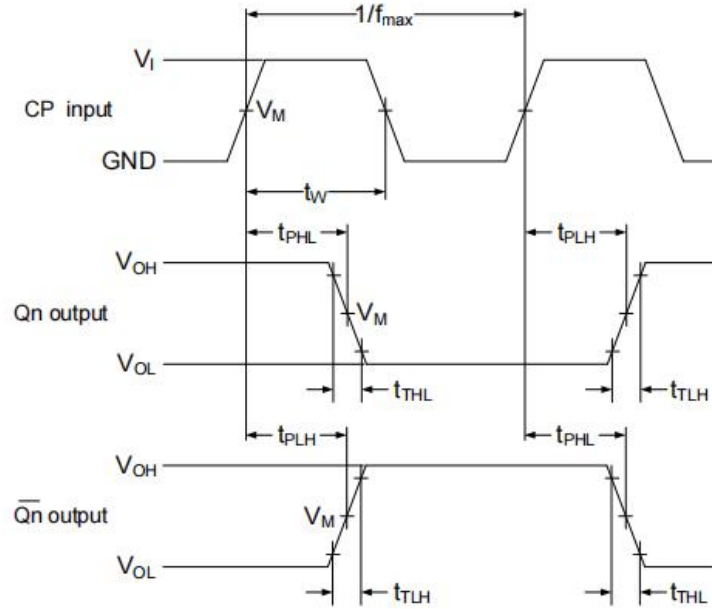 1/fmax
VI
CP input
VM
GND
tW
tPHL
tPLH
VOH
Qn output
VM
VOL
tTHL
tTLH
tPLH
tPHL
VOH
Q̅n output
VM
VOL
tTLH
tTHL